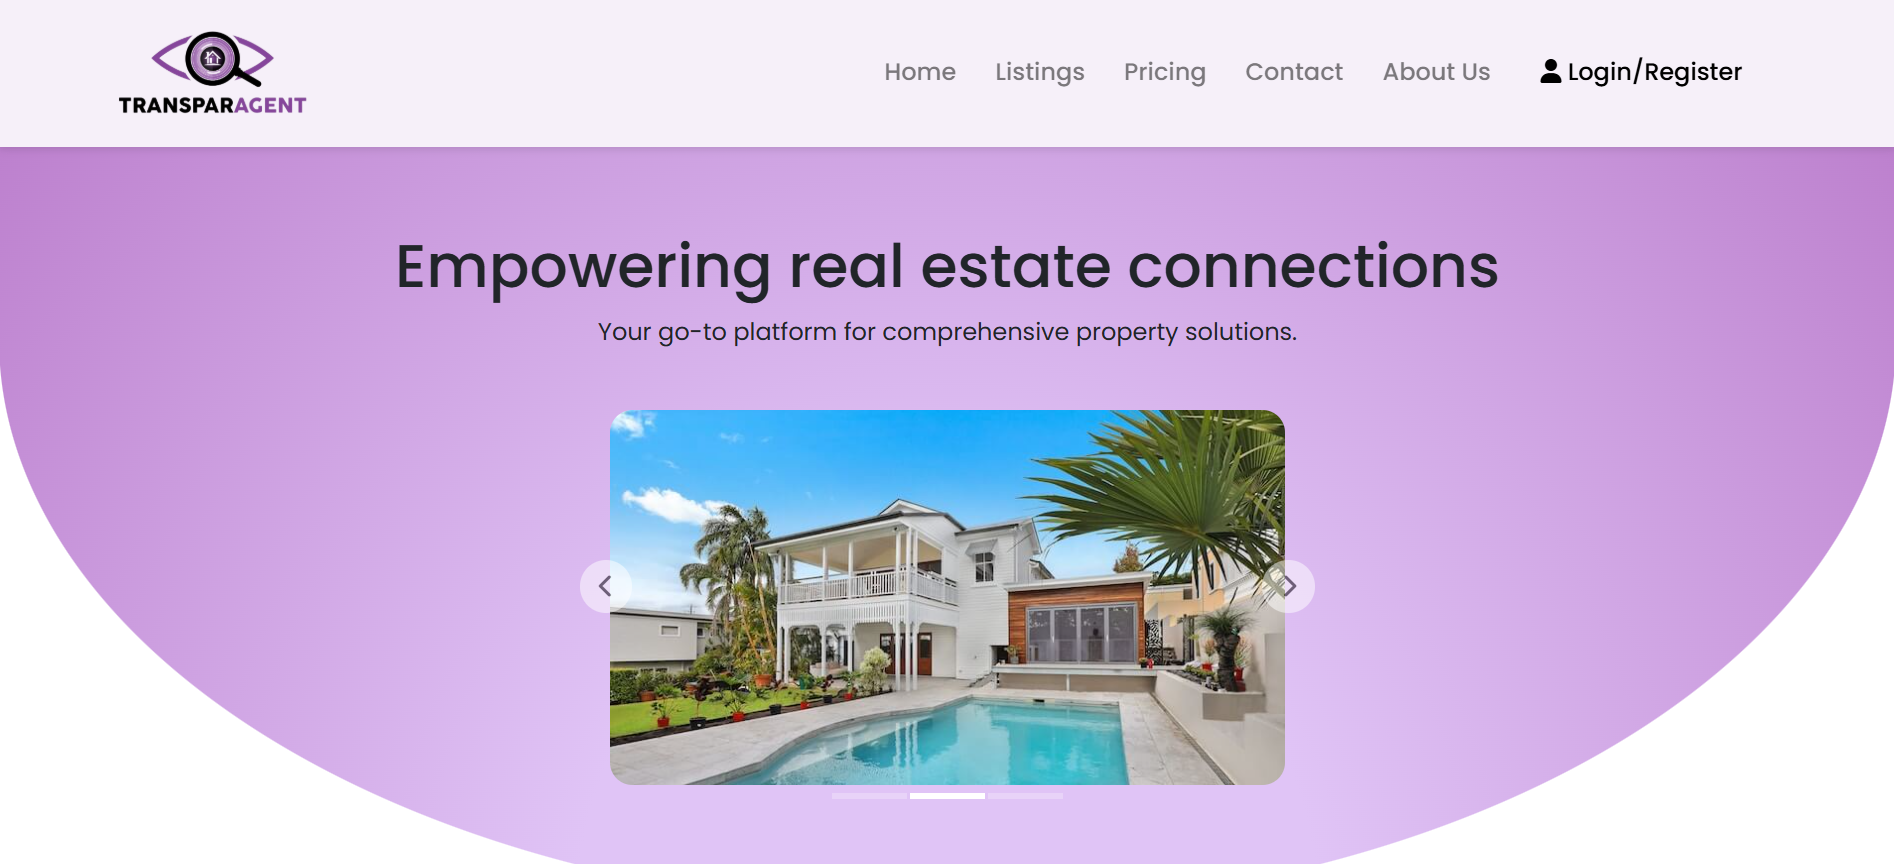 TRANSPARAGENT
Home Listings Pricing Contact About Us Login/Register
Empowering real estate connections
Your go-to platform for comprehensive property solutions.